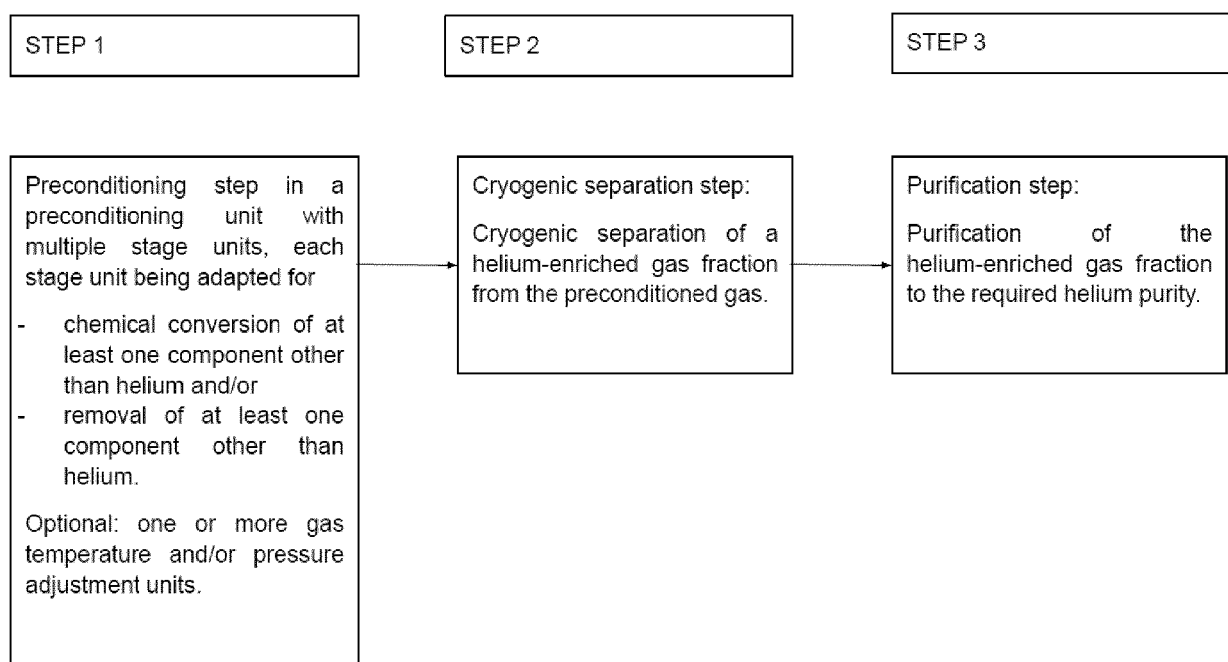 STEP 1
STEP 2
STEP 3
Preconditioning step in a
preconditioning unit with
multiple stage units, each
stage unit being adapted for
- chemical conversion of at
least one component other
than helium and/or
- removal of at least one
component other than
helium.
Optional: one or more gas
temperature and/or pressure
adjustment units.
Cryogenic separation step:
Cryogenic separation of a
helium-enriched gas fraction
from the preconditioned gas.
Purification step:
Purification of the
helium-enriched gas fraction
to the required helium purity.